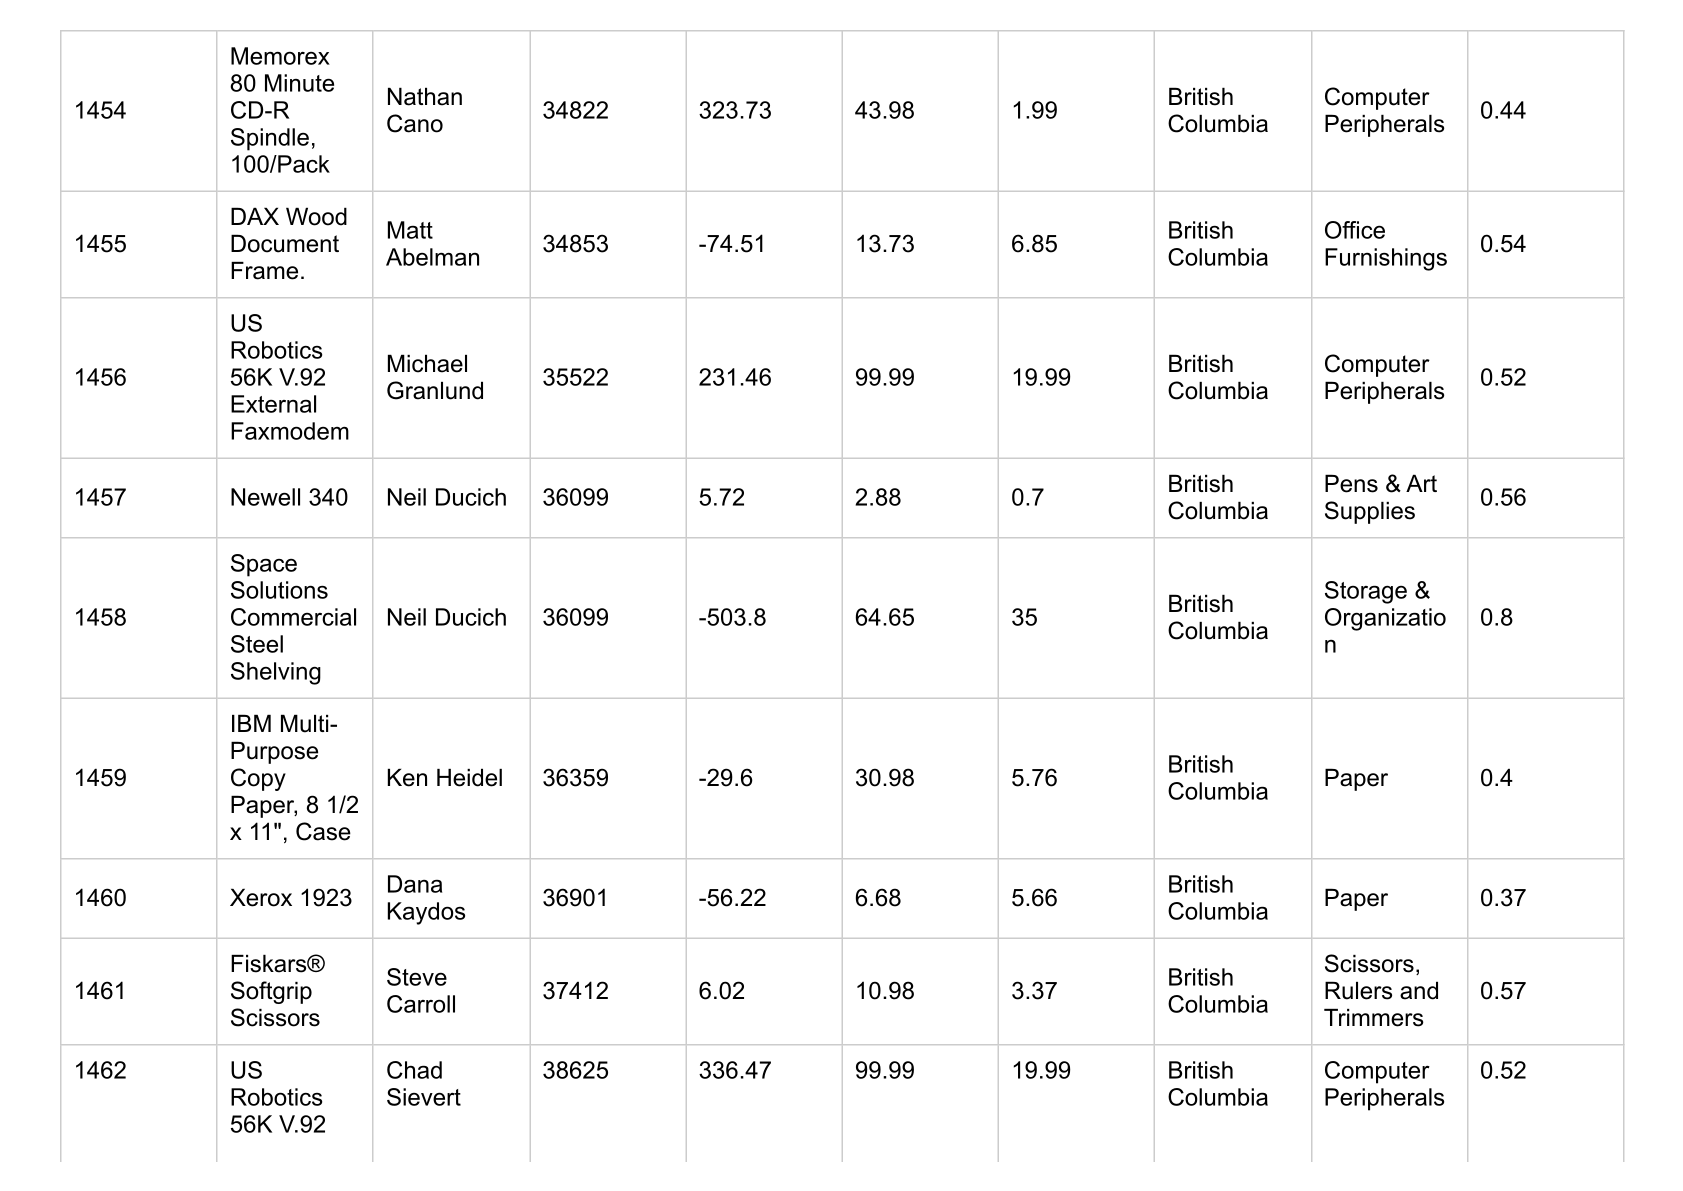 1454
Memorex
80 Minute
CD-R
Spindle,
100/Pack
Nathan
Cano
34822
323.73
43.98
1.99
British
Columbia
Computer
Peripherals
0.44
1455
DAX Wood
Document
Frame.
Matt
Abelman
34853
-74.51
13.73
6.85
British
Columbia
Office
Furnishings
0.54
1456
US
Robotics
56K V.92
External
Faxmodem
Michael
Granlund
35522
231.46
99.99
19.99
British
Columbia
Computer
Peripherals
0.52
1457
Newell 340
Neil Ducich
36099
5.72
2.88
0.7
British
Columbia
Pens & Art
Supplies
0.56
1458
Space
Solutions
Commercial
Steel
Shelving
Neil Ducich
36099
-503.8
64.65
35
British
Columbia
Storage &
Organizatio
n
0.8
1459
IBM Multi-
Purpose
Copy
Paper, 8 1/2
x 11", Case
Ken Heidel
36359
-29.6
30.98
5.76
British
Columbia
Paper
0.4
1460
Xerox 1923
Dana
Kaydos
36901
-56.22
6.68
5.66
British
Columbia
Paper
0.37
1461
Fiskars®
Softgrip
Scissors
Steve
Carroll
37412
6.02
10.98
3.37
British
Columbia
Scissors,
Rulers and
Trimmers
0.57
1462
US
Robotics
56K V.92
Chad
Sievert
38625
336.47
99.99
19.99
British
Columbia
Computer
Peripherals
0.52